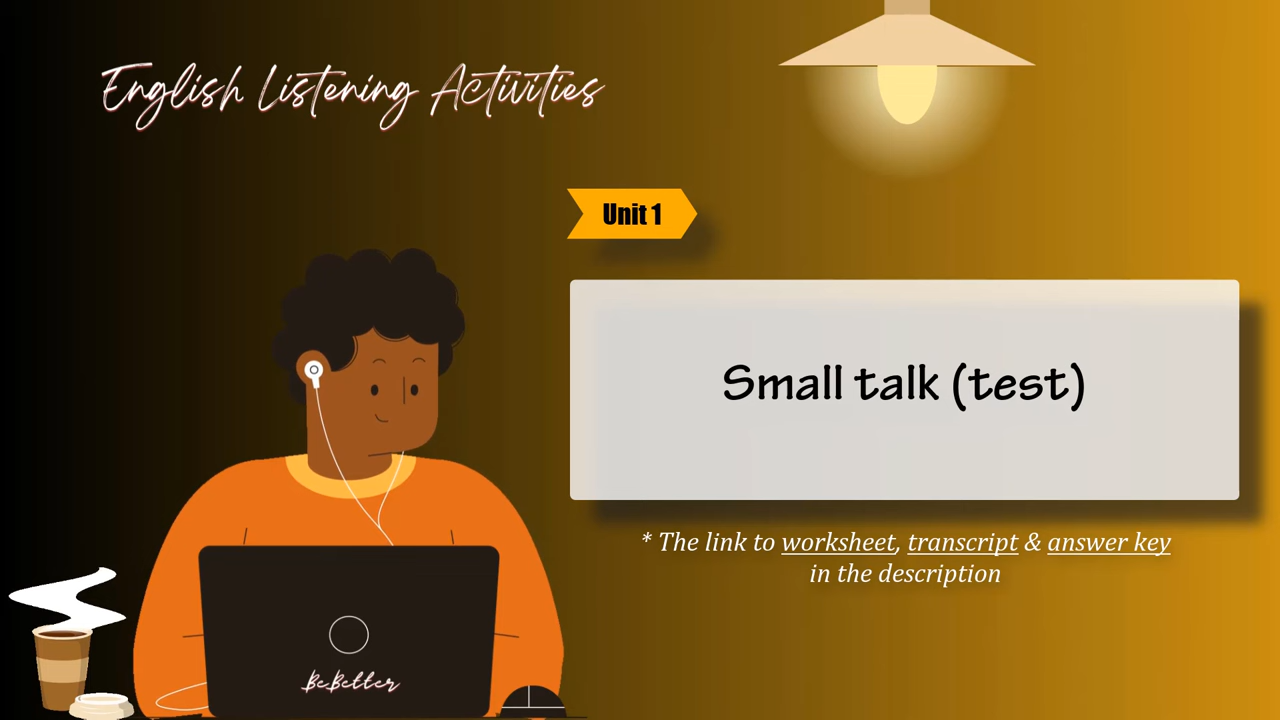 English Listening Activities
Unit 1
Small talk (test)
* The link to worksheet, transcript & answer key
in the description
BeBetter